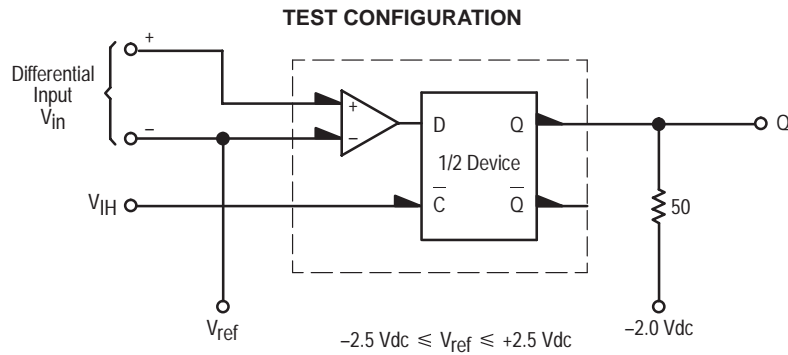 TEST CONFIGURATION
+
Differential
Input
Vin
–
+
–
D
Q
1/2 Device
C̅
Q̅
VIH
Q
50
Vref
–2.5 Vdc ≤ Vref ≤ +2.5 Vdc
–2.0 Vdc